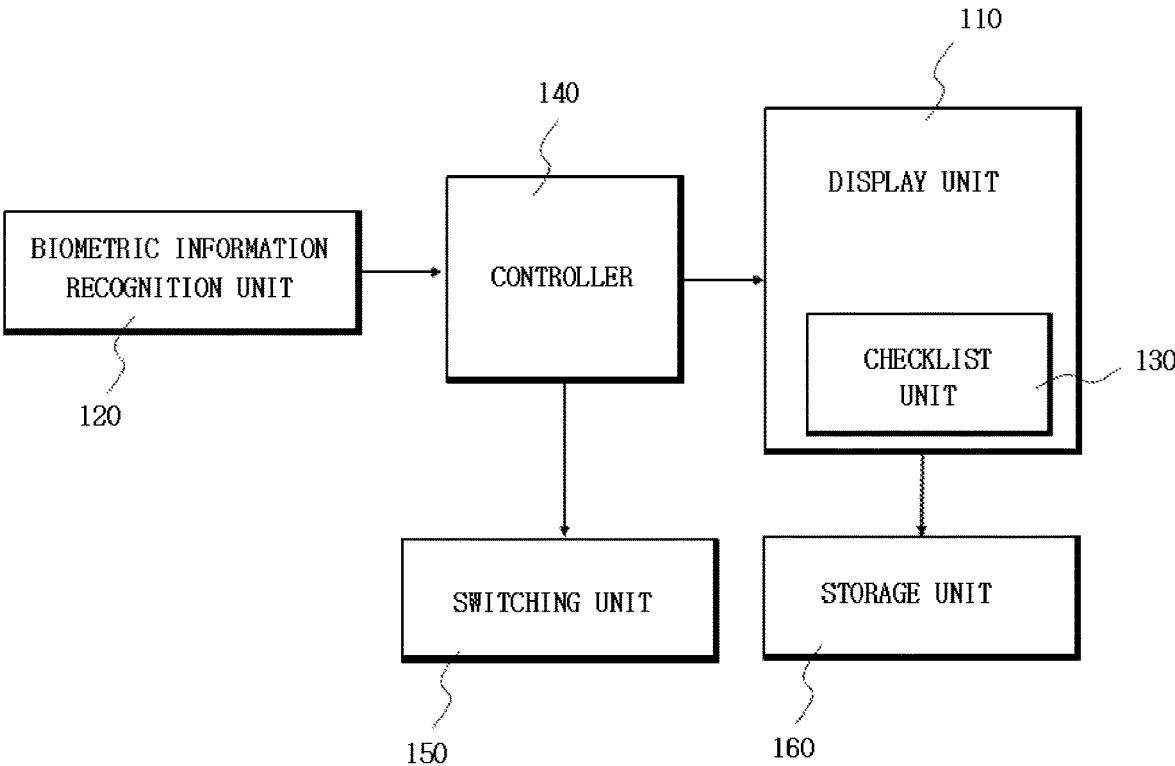 110
140
DISPLAY UNIT
BIOMETRIC INFORMATION
RECOGNITION UNIT
CONTROLLER
CHECKLIST
UNIT
130
120
SWITCHING UNIT
STORAGE UNIT
150
160